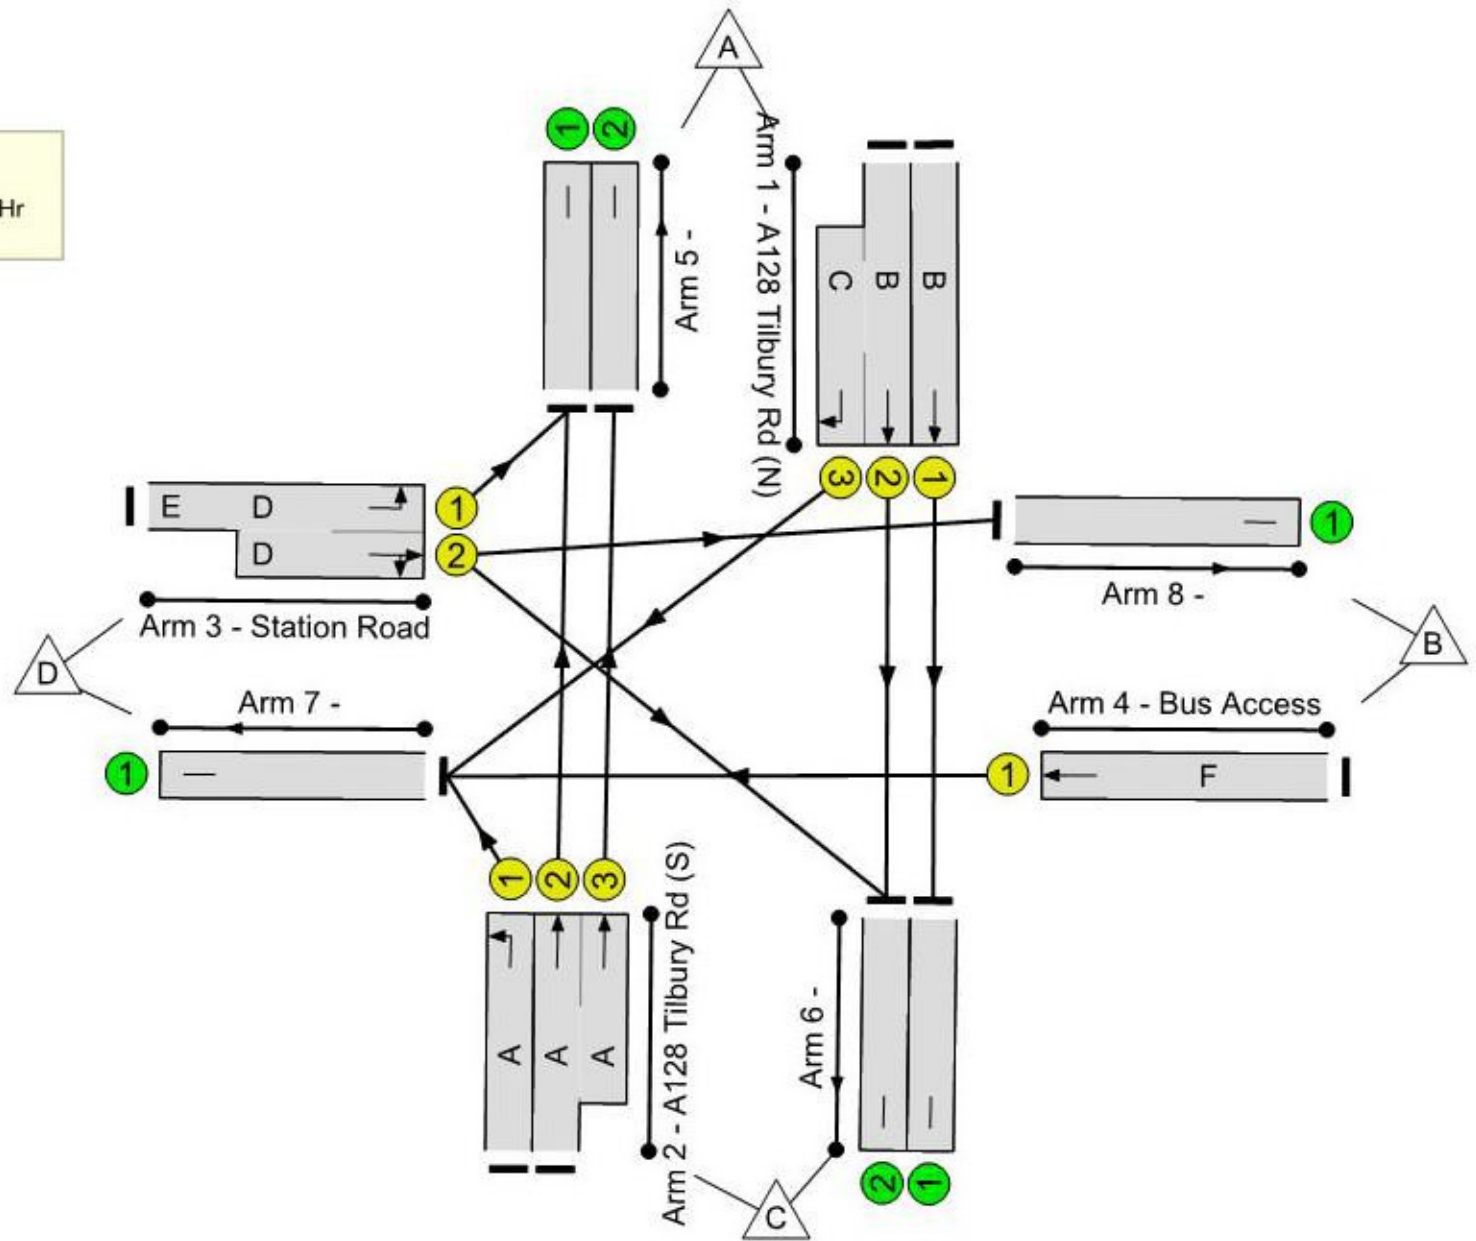 A
1
2
Hr
Arm 5 -
Arm 1 - A128 Tilbury Rd (N)
C
B
B
3
2
1
E
D
D
1
2
Arm 3 - Station Road
1
Arm 8 -
D
B
Arm 7 -
Arm 4 - Bus Access
1
1
F
1
2
3
A
A
A
Arm 2 - A128 Tilbury Rd (S)
Arm 6 -
2
1
C